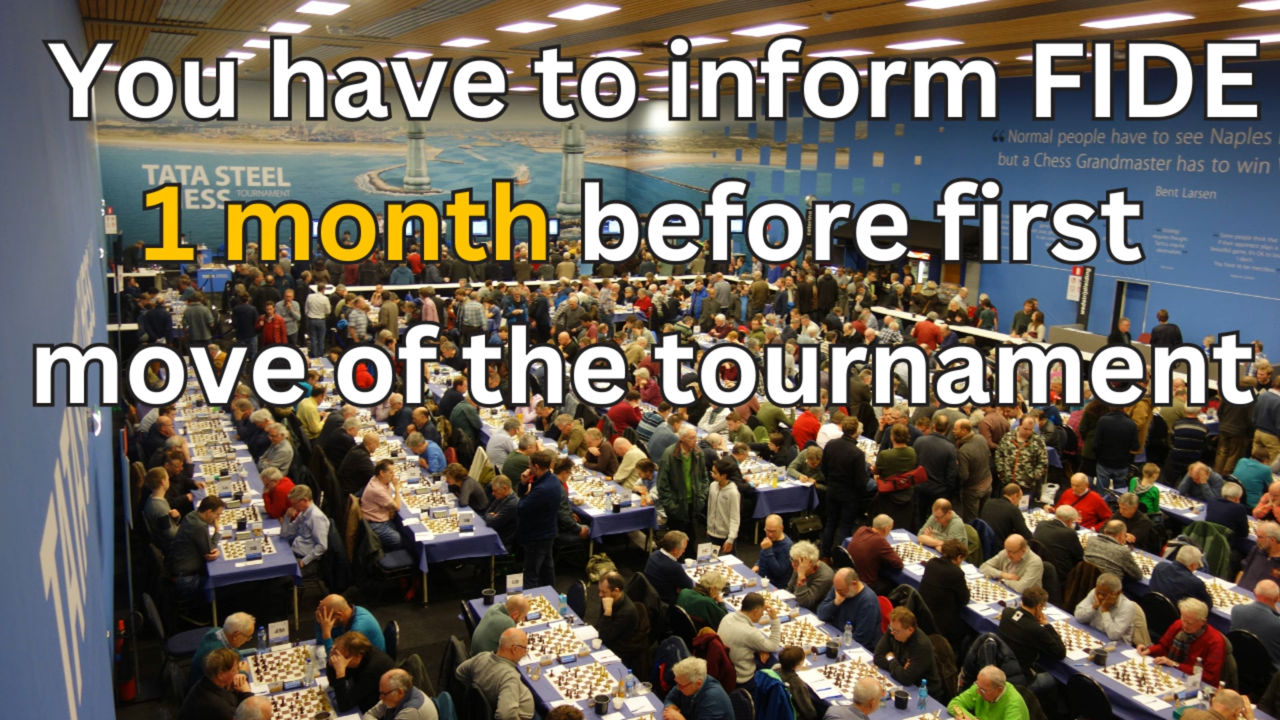 You have to inform FIDE
“Normal people have to see Naples
but a Chess Grandmaster has to win
Bent Larsen
TATA STEEL
TOURNAMENT
1 month before first
move of the tournament